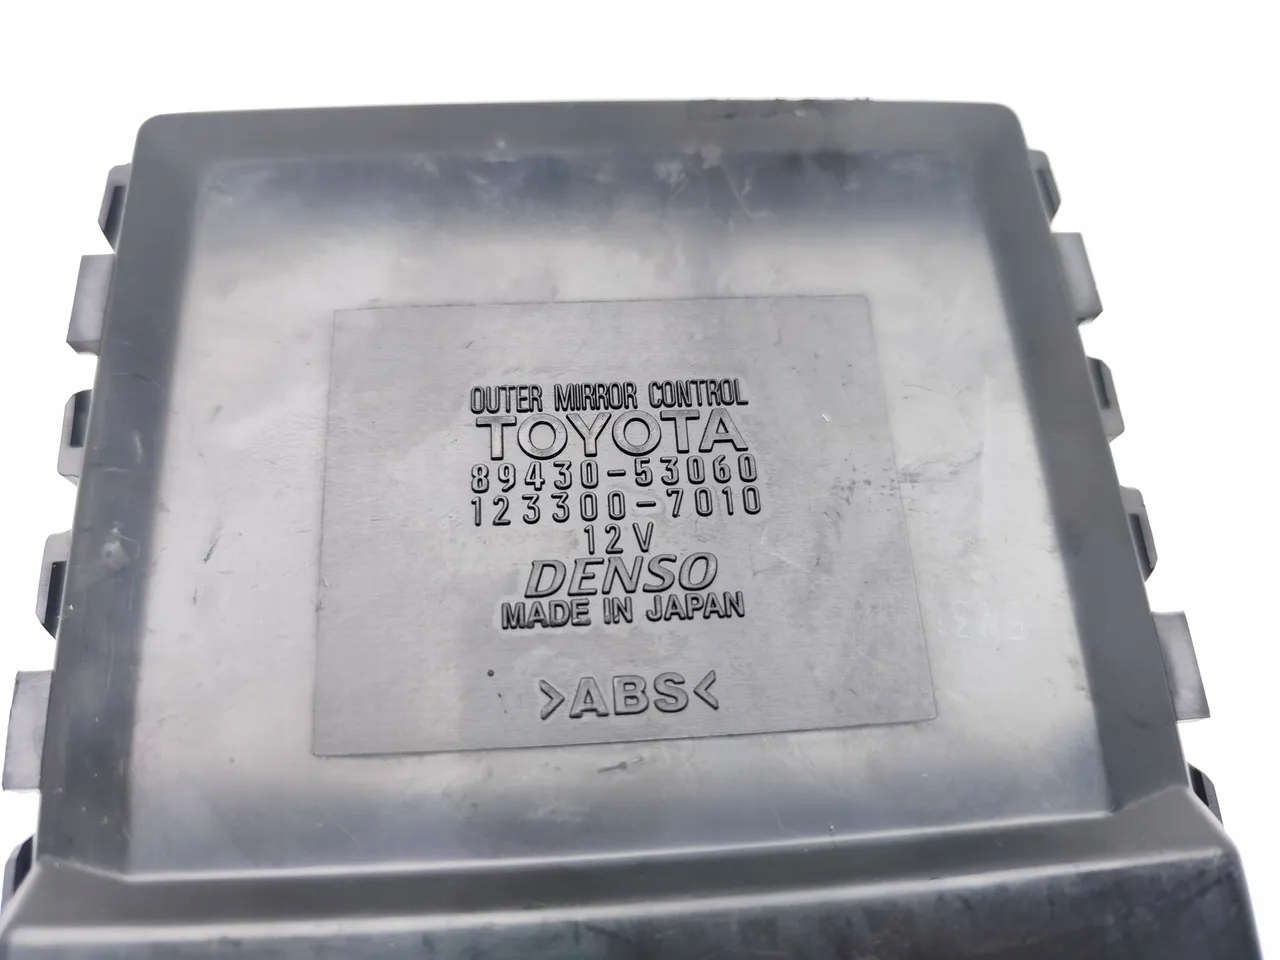 OUTER MIRROR CONTROL
TOYOTA
89430-53060
123300-7010
12V
DENSO
MADE IN JAPAN
>ABS<